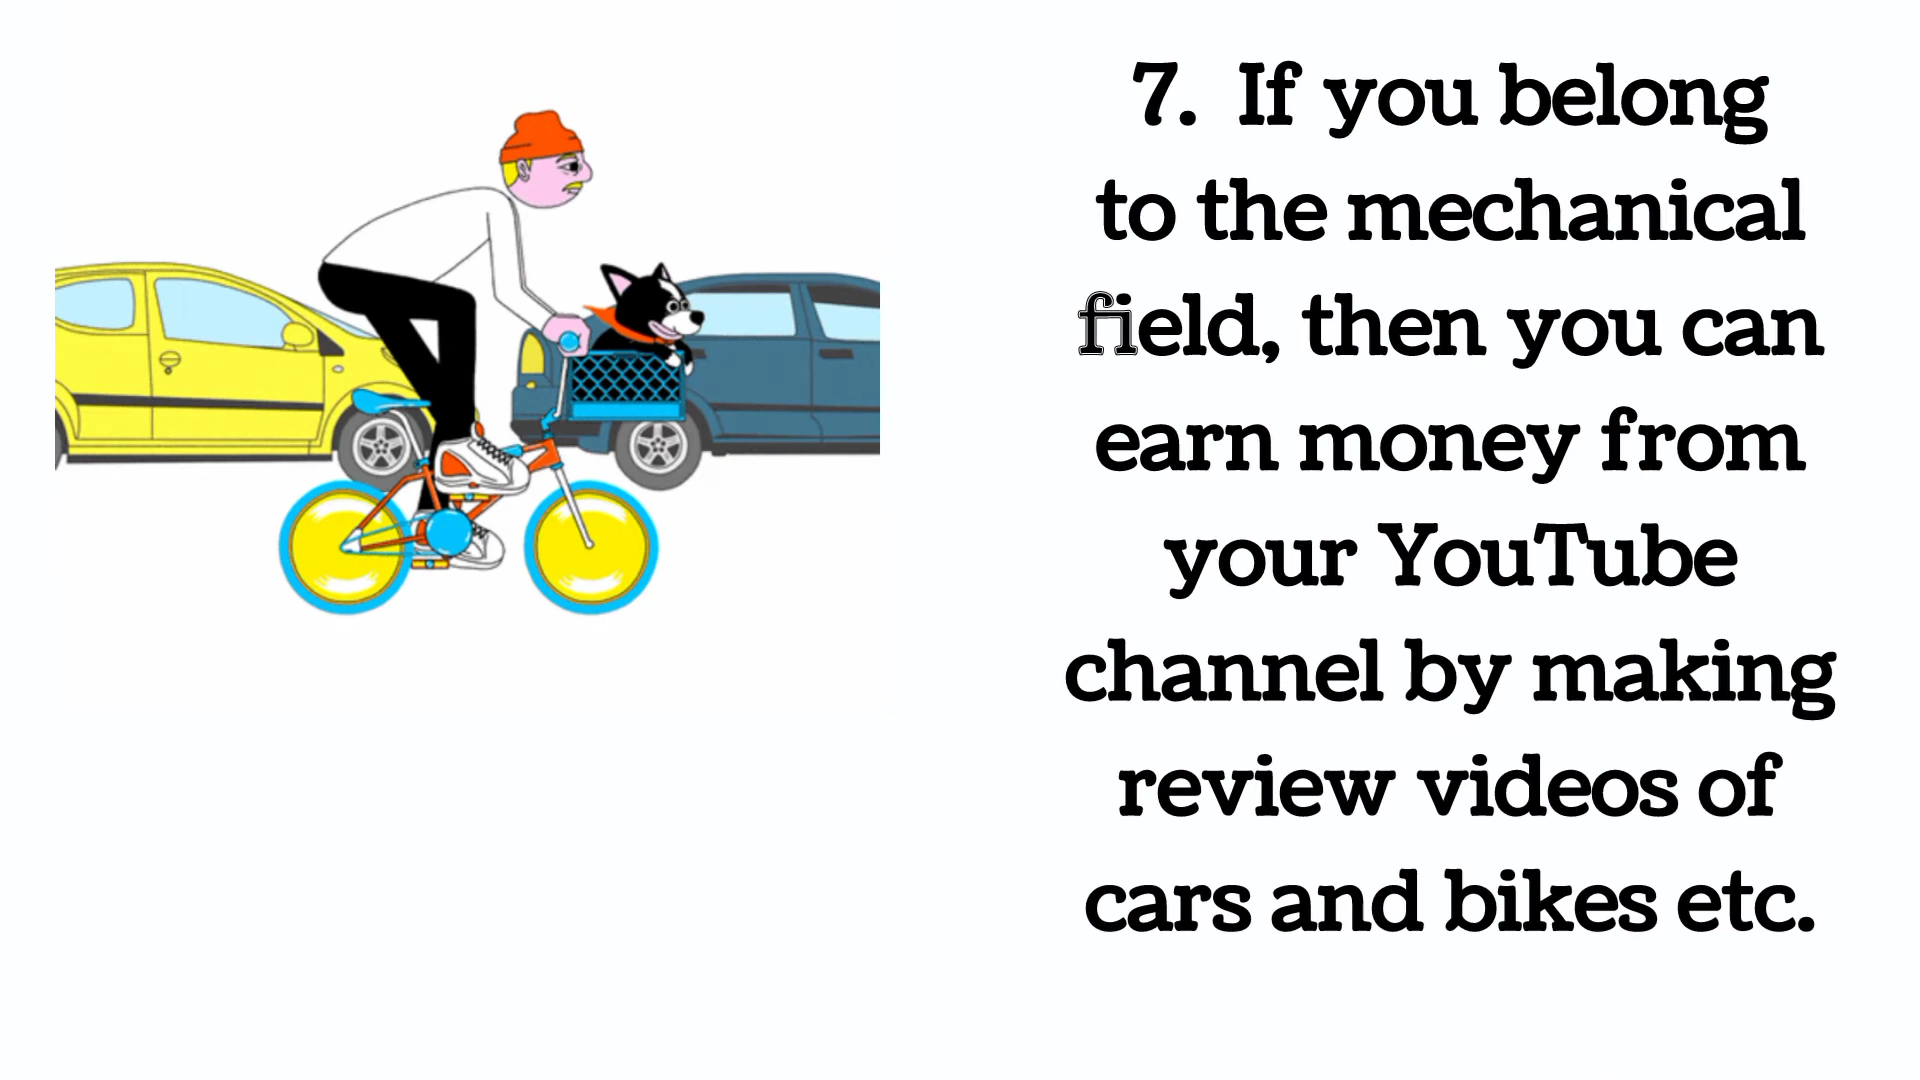 7. If you belong
to the mechanical
field, then you can
earn money from
your YouTube
channel by making
review videos of
cars and bikes etc.